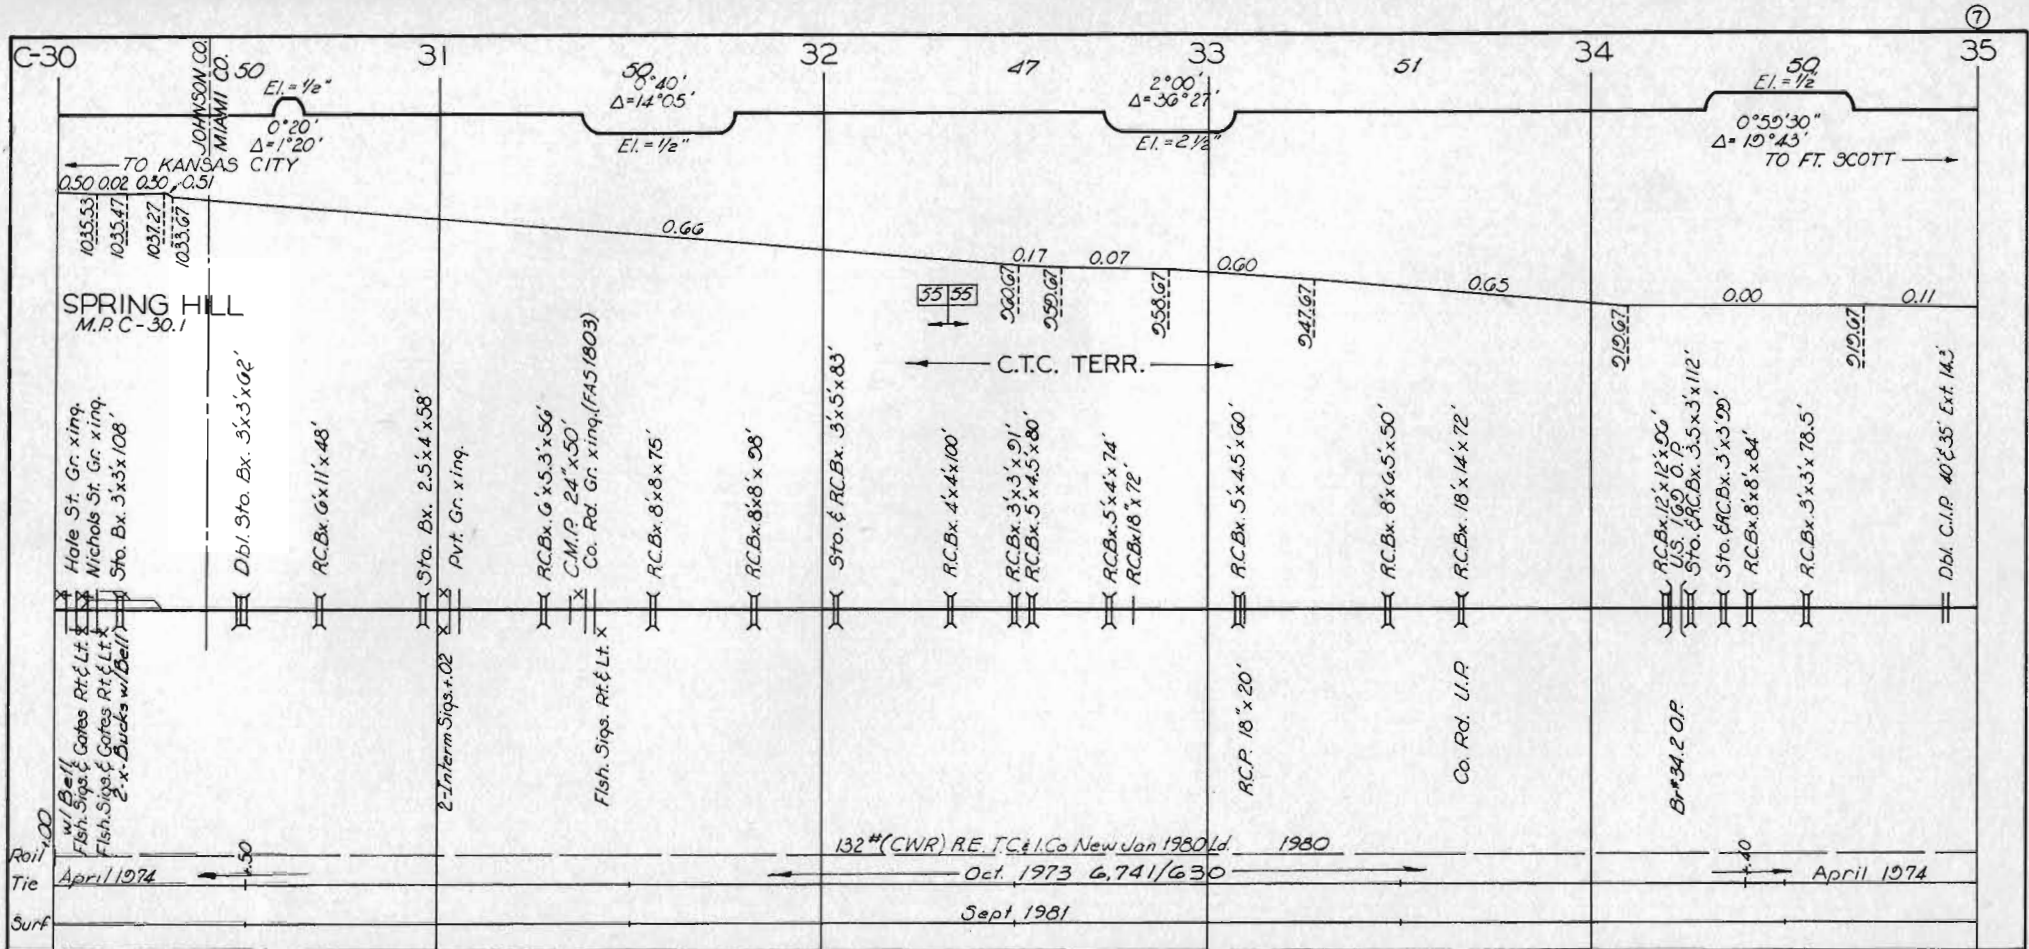 7
C-30
31
32
33
34
35
JOHNSON CO.
MIAMI CO.
50
50
47
51
50
El. = 1/2"
0°20'
Δ=1°20'
0°40'
Δ=14°05'
El. = 1/2"
2°00'
Δ=36°27'
El. = 2 1/2"
El. = 1/2
0°59'30"
Δ= 19°43'
TO KANSAS CITY
TO FT. SCOTT
0.50 0.02 0.30 0.51
0.66
0.17
0.07
0.60
0.65
0.00
0.11
1035.53
1035.47
1037.27
1033.67
960.67
959.67
958.67
947.67
919.67
919.67
SPRING HILL
M.P. C-30.1
55 55
C.T.C. TERR.
Hale St. Gr. xing.
Nichols St. Gr. xing.
Sto. Bx. 3'x3'x108'
Dbl. Sto. Bx. 3'x3'x62'
R.C.Bx. 6'x11'x48'
Sto. Bx. 2.5'x4'x58'
Pvt. Gr. xing.
R.C.Bx. 6'x5.3'x56'
C.M.P. 24"x50'
Co. Rd. Gr. xing. (FAS 1803)
R.C.Bx. 8'x8'x75'
R.C.Bx. 8'x8'x98'
Sto. & R.C.Bx. 3'x5'x83'
R.C.Bx. 4'x4'x100'
R.C.Bx. 3'x3'x91'
R.C.Bx. 5'x4.5'x80'
R.C.Bx. 5'x4'x74'
R.C.Bx 18"x72'
R.C.Bx. 5'x4.5'x60'
R.C.Bx. 8'x6.5'x50'
R.C.Bx. 18'x14'x72'
R.C.Bx. 12'x12'x96'
U.S. 169 O.P.
Sto. & R.C.Bx. 3.5'x3'x112'
Sto. & R.C.Bx. 3'x3'x99'
R.C.Bx. 8'x8'x84'
R.C.Bx. 3'x3'x78.5'
Dbl. C.I.P. 40' & 35' Ext. 14.3'
w/Bell
Flsh. Sigs. & Gates Rt. & Lt.
Flsh. Sigs. & Gates Rt. & Lt.
2-x-Bucks w/Bell
2-Interm. Sigs. +.02
Flsh. Sigs. Rt. & Lt.
R.C.P. 18"x20'
Co. Rd. U.P.
Br.#34.2 O.P.
Rail
.00
132#(CWR) R.E. T.C.& I. Co New Jan 1980 Ld. 1980
Tie
April 1974
+.50
Oct. 1973 6,741/630
+.40
April 1974
Surf
Sept. 1981